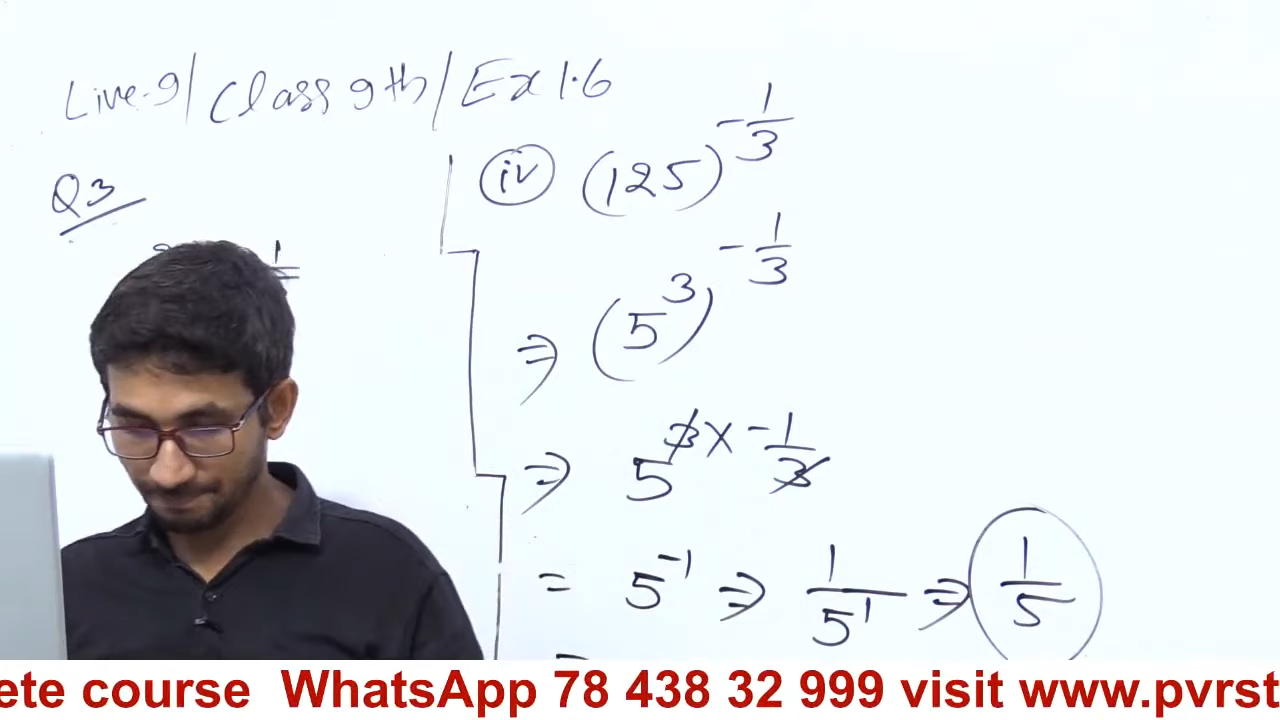 Live-9/ Class 9th/ Ex 1.6
Q3
1
(iv) (125)^(-1/3)
⇒ (5^3)^(-1/3)
⇒ 5^(3 × -1/3)
= 5^-1 ⇒ 1/5^1 ⇒ 1/5
=
ete course WhatsApp 78 438 32 999 visit www.pvrst